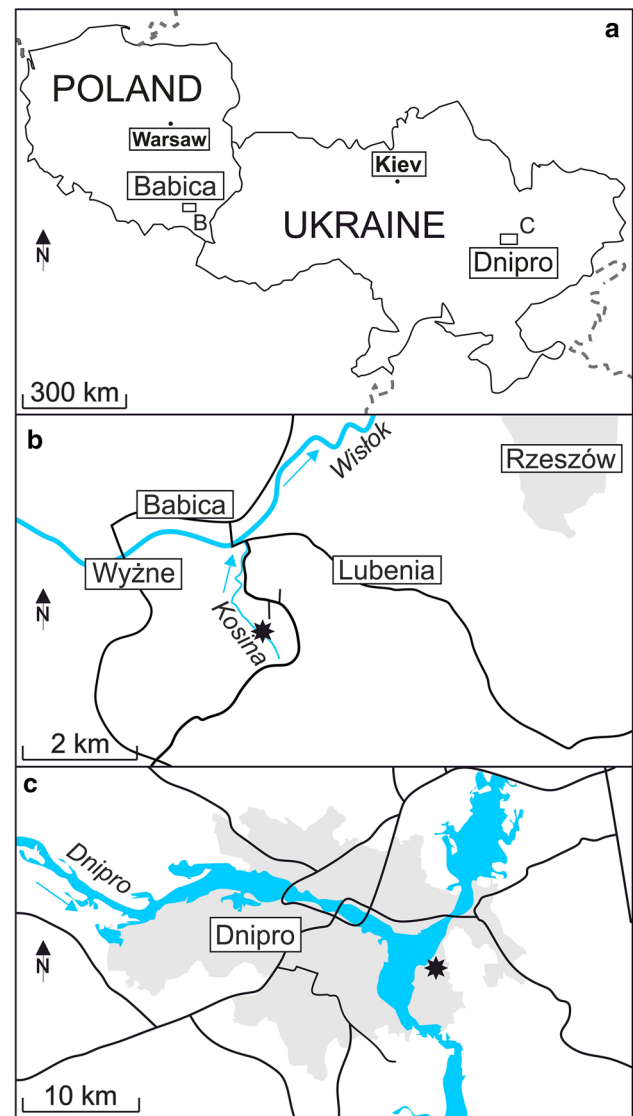 a
POLAND
Warsaw
Kiev
Babica
B
UKRAINE
C
Dnipro
N
300 km
b
Wisłok
Rzeszów
Babica
Wyżne
Lubenia
N
Kosina
2 km
c
Dnipro
Dnipro
N
10 km